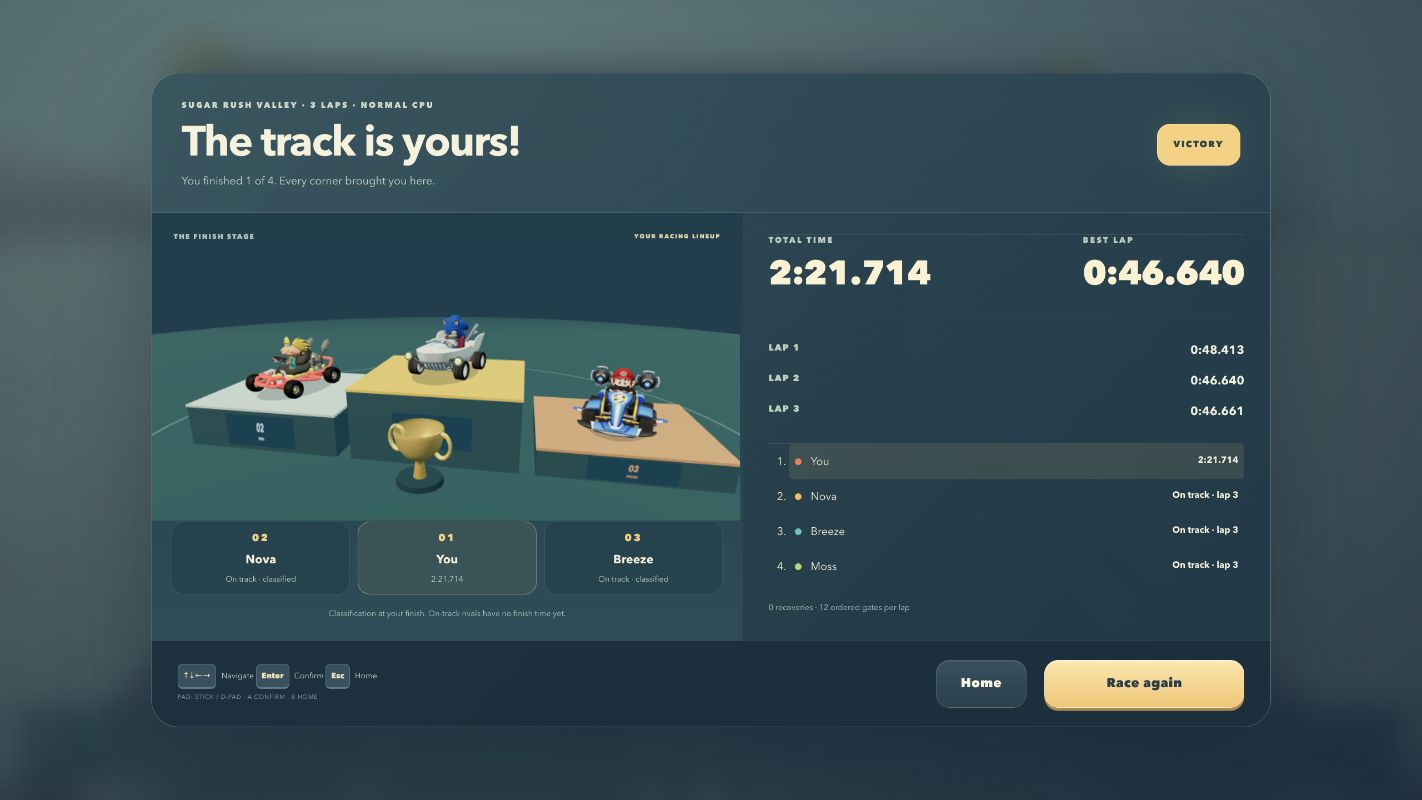 SUGAR RUSH VALLEY · 3 LAPS · NORMAL CPU
The track is yours!
You finished 1 of 4. Every corner brought you here.
VICTORY
THE FINISH STAGE
YOUR RACING LINEUP
02
03
02
Nova
On track · classified
01
You
2:21.714
03
Breeze
On track · classified
Classification at your finish. On-track rivals have no finish time yet.
TOTAL TIME
2:21.714
BEST LAP
0:46.640
LAP 1 0:48.413
LAP 2 0:46.640
LAP 3 0:46.661
1. You 2:21.714
2. Nova On track · lap 3
3. Breeze On track · lap 3
4. Moss On track · lap 3
0 recoveries · 12 ordered gates per lap
↑↓←→ Navigate Enter Confirm Esc Home
PAD: STICK / D-PAD · A CONFIRM · B HOME
Home
Race again